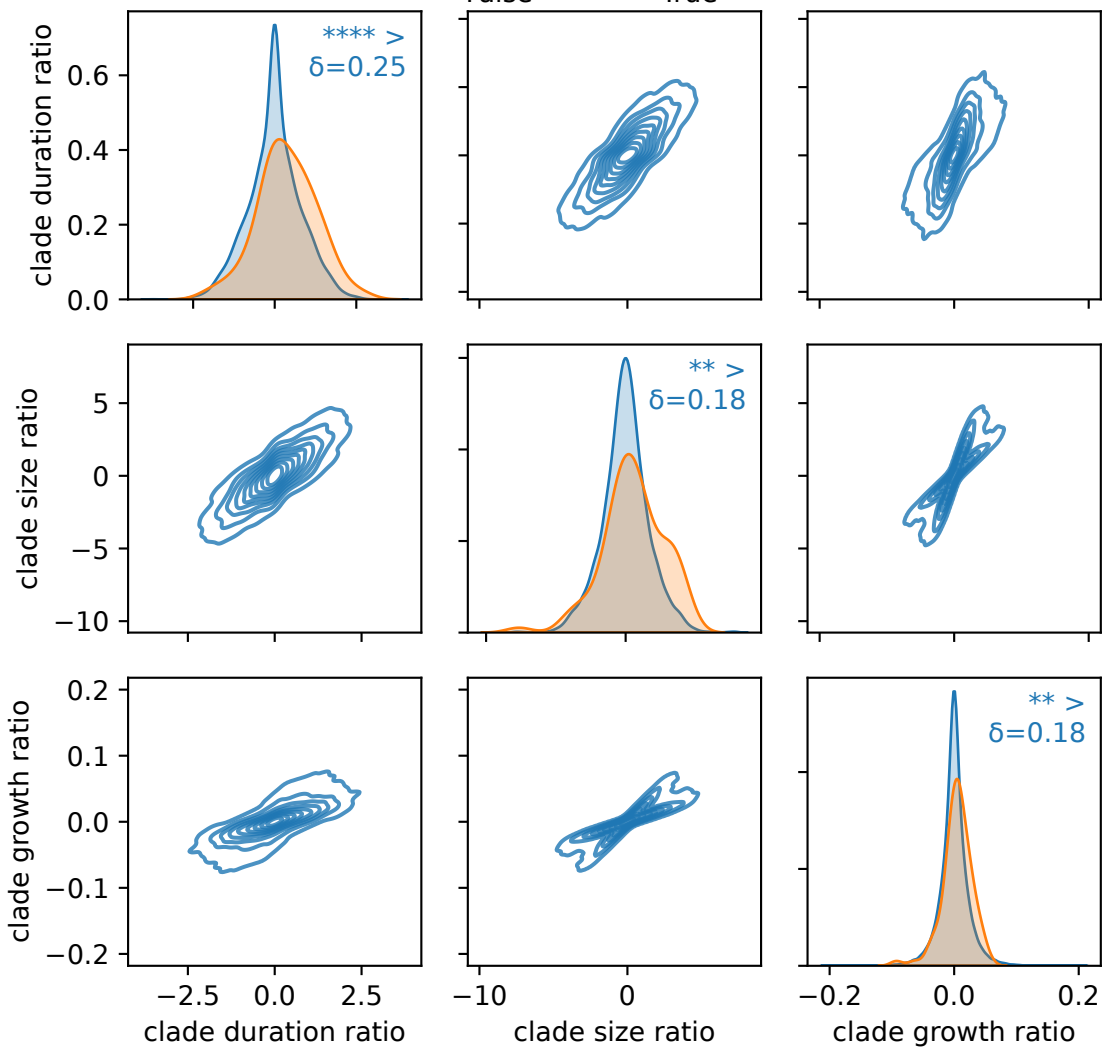 True
clade duration ratio
0.6
0.4
0.2
0.0
**** >
δ=0.25
clade size ratio
5
0
−5
−10
** >
δ=0.18
clade growth ratio
0.2
0.1
0.0
−0.1
−0.2
** >
δ=0.18
−2.5 0.0 2.5
−10 0
−0.2 0.0 0.2
clade duration ratio
clade size ratio
clade growth ratio